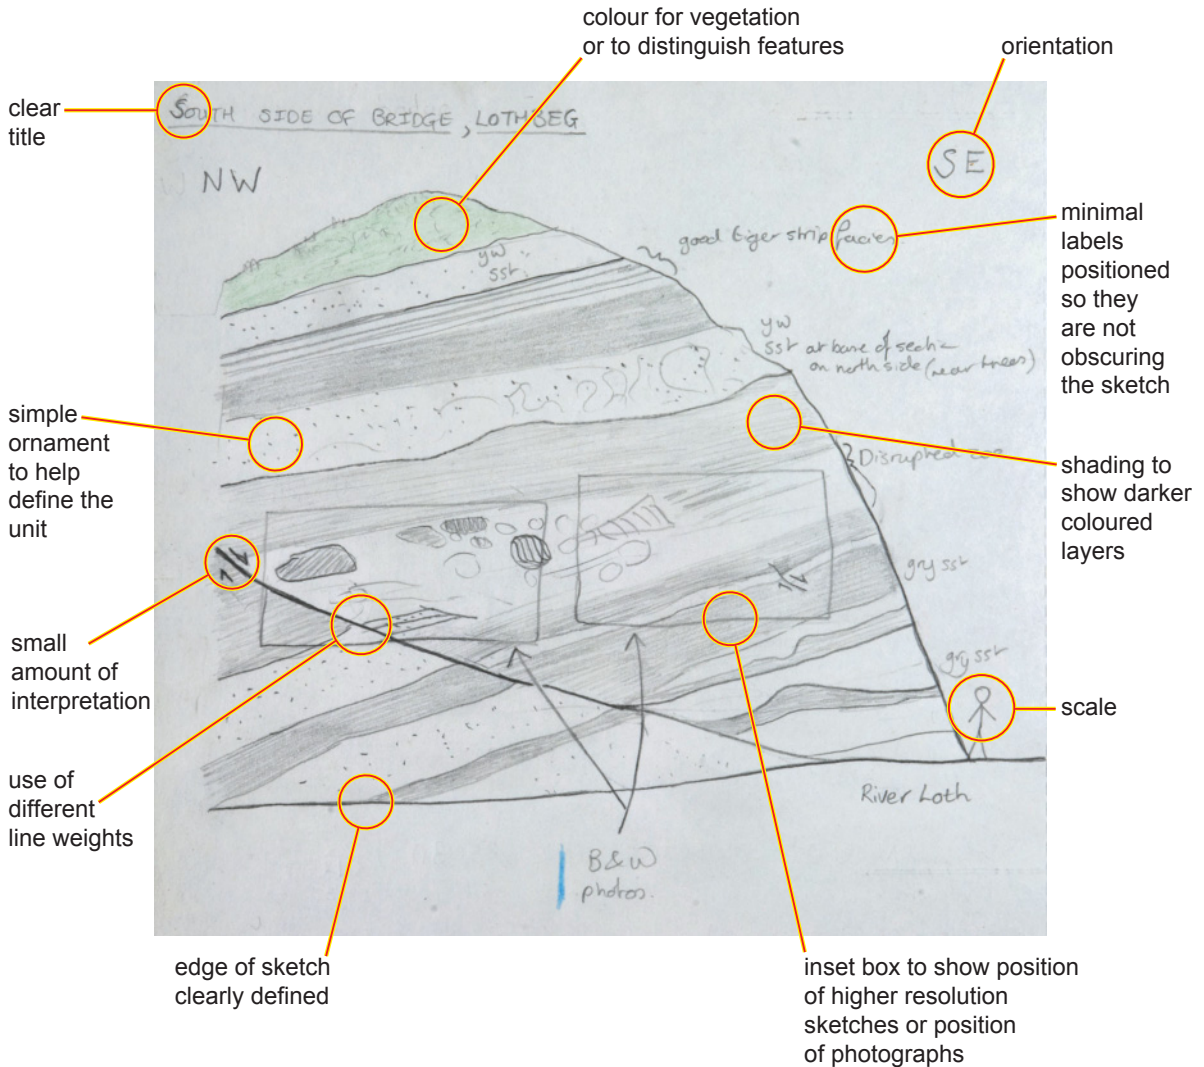 colour for vegetation
or to distinguish features
orientation
clear
title
SOUTH SIDE OF BRIDGE, LOTHBEG
NW
SE
good tiger strip facies
minimal
labels
positioned
so they
are not
obscuring
the sketch
yw
sst
yw
sst at base of sectn
on north side (near trees)
simple
ornament
to help
define the
unit
Disrupted
shading to
show darker
coloured
layers
gry sst
small
amount of
interpretation
gry sst
scale
use of
different
line weights
River Loth
B&W
photos.
edge of sketch
clearly defined
inset box to show position
of higher resolution
sketches or position
of photographs